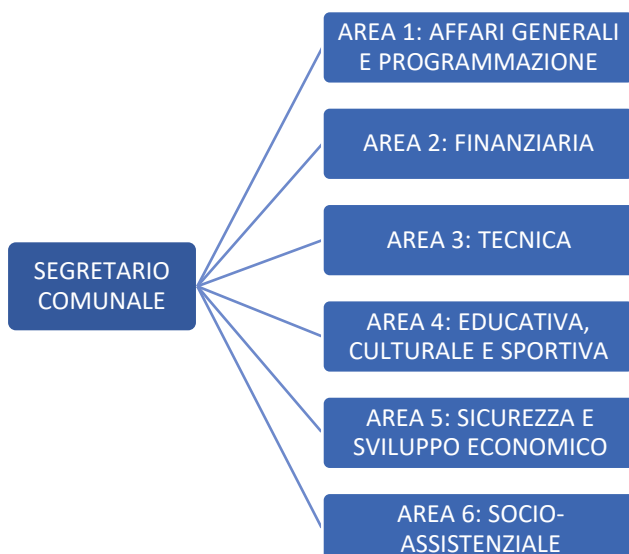 AREA 1: AFFARI GENERALI
E PROGRAMMAZIONE
AREA 2: FINANZIARIA
AREA 3: TECNICA
SEGRETARIO
COMUNALE
AREA 4: EDUCATIVA,
CULTURALE E SPORTIVA
AREA 5: SICUREZZA E
SVILUPPO ECONOMICO
AREA 6: SOCIO-
ASSISTENZIALE